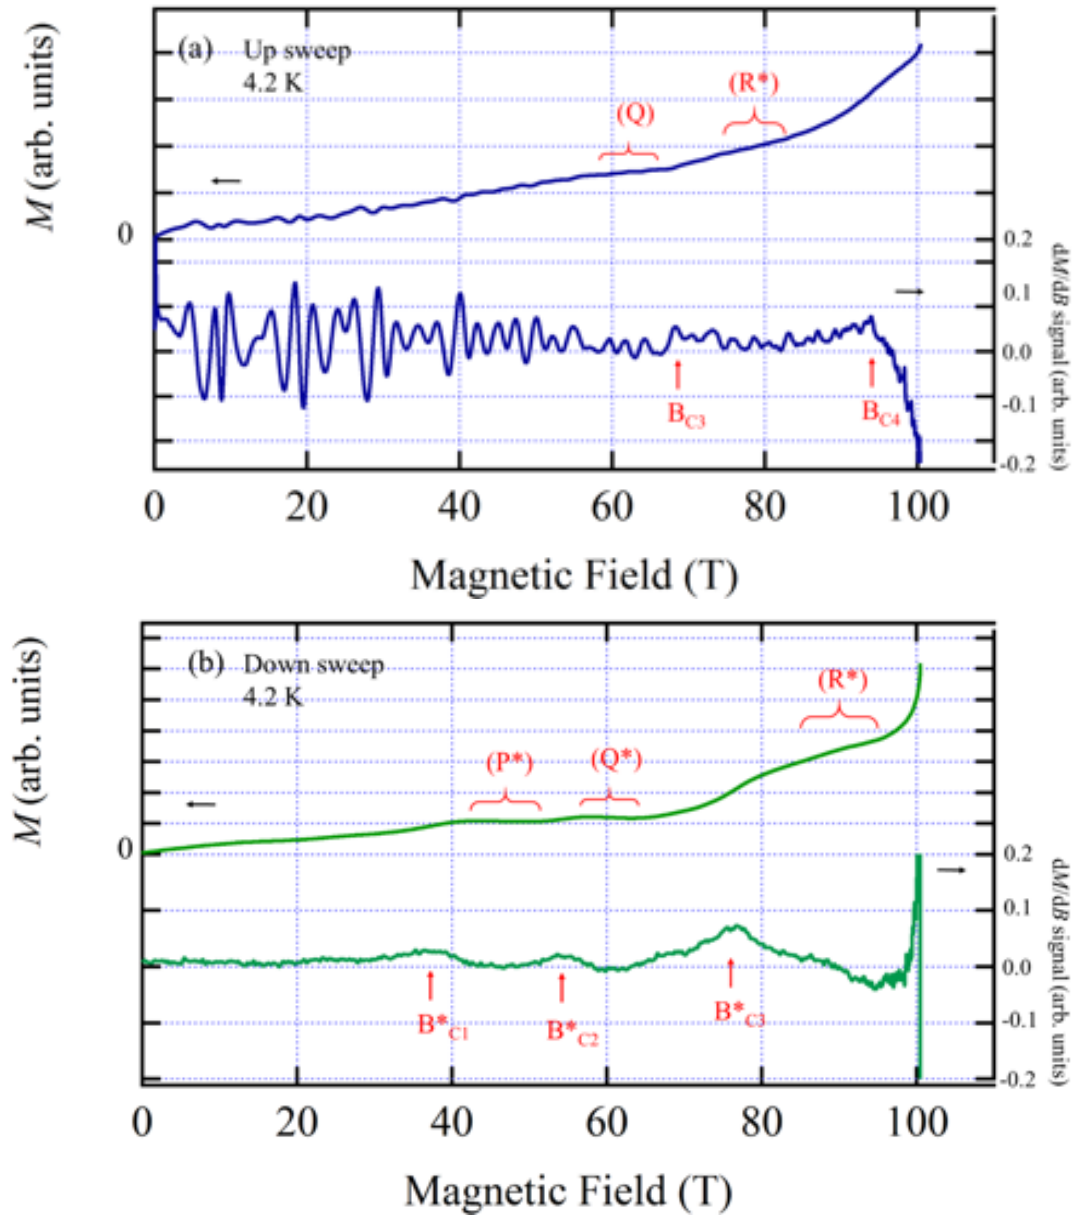 (a) Up sweep
4.2 K
M (arb. units)
(Q)
(R*)
0
0.2
0.1
0.0
-0.1
-0.2
dM/dB signal (arb. units)
B_C3
B_C4
0 20 40 60 80 100
Magnetic Field (T)
(b) Down sweep
4.2 K
M (arb. units)
(P*)
(Q*)
(R*)
0
0.2
0.1
0.0
-0.1
-0.2
dM/dB signal (arb. units)
B*_C1
B*_C2
B*_C3
0 20 40 60 80 100
Magnetic Field (T)